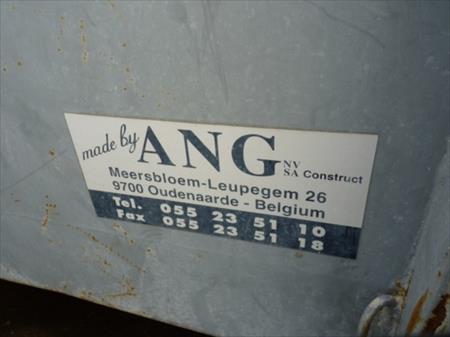 made by ANG NV SA Construct
Meersbloem-Leupegem 26
9700 Oudenaarde - Belgium
Tel. 055 23 51 10
Fax 055 23 51 18